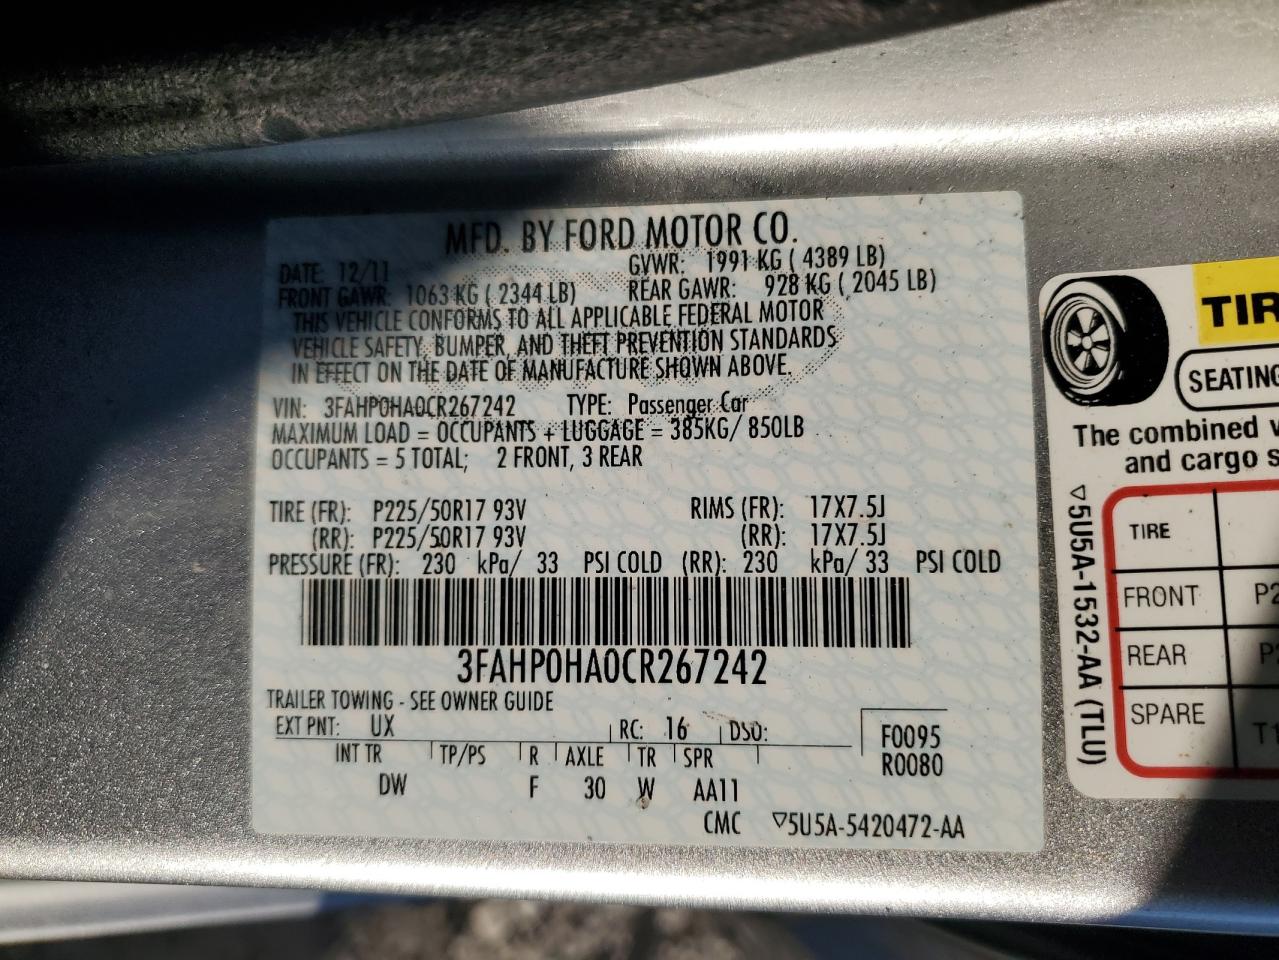 MFD. BY FORD MOTOR CO.
DATE: 12/11 GVWR: 1991 KG ( 4389 LB)
FRONT GAWR: 1063 KG ( 2344 LB) REAR GAWR: 928 KG ( 2045 LB)
THIS VEHICLE CONFORMS TO ALL APPLICABLE FEDERAL MOTOR
VEHICLE SAFETY, BUMPER, AND THEFT PREVENTION STANDARDS
IN EFFECT ON THE DATE OF MANUFACTURE SHOWN ABOVE.
VIN: 3FAHP0HA0CR267242 TYPE: Passenger Car
MAXIMUM LOAD = OCCUPANTS + LUGGAGE = 385KG/ 850LB
OCCUPANTS = 5 TOTAL; 2 FRONT, 3 REAR
TIRE (FR): P225/50R17 93V RIMS (FR): 17X7.5J
(RR): P225/50R17 93V (RR): 17X7.5J
PRESSURE (FR): 230 kPa/ 33 PSI COLD (RR): 230 kPa/ 33 PSI COLD
3FAHP0HA0CR267242
TRAILER TOWING - SEE OWNER GUIDE
EXT PNT: UX RC: 16 DSO: F0095
INT TR TP/PS R AXLE TR SPR R0080
DW F 30 W AA11
CMC ▽5U5A-5420472-AA
TIR
SEATING
The combined
and cargo s
▽5U5A-1532-AA (TLU)
TIRE
FRONT P2
REAR P2
SPARE T1